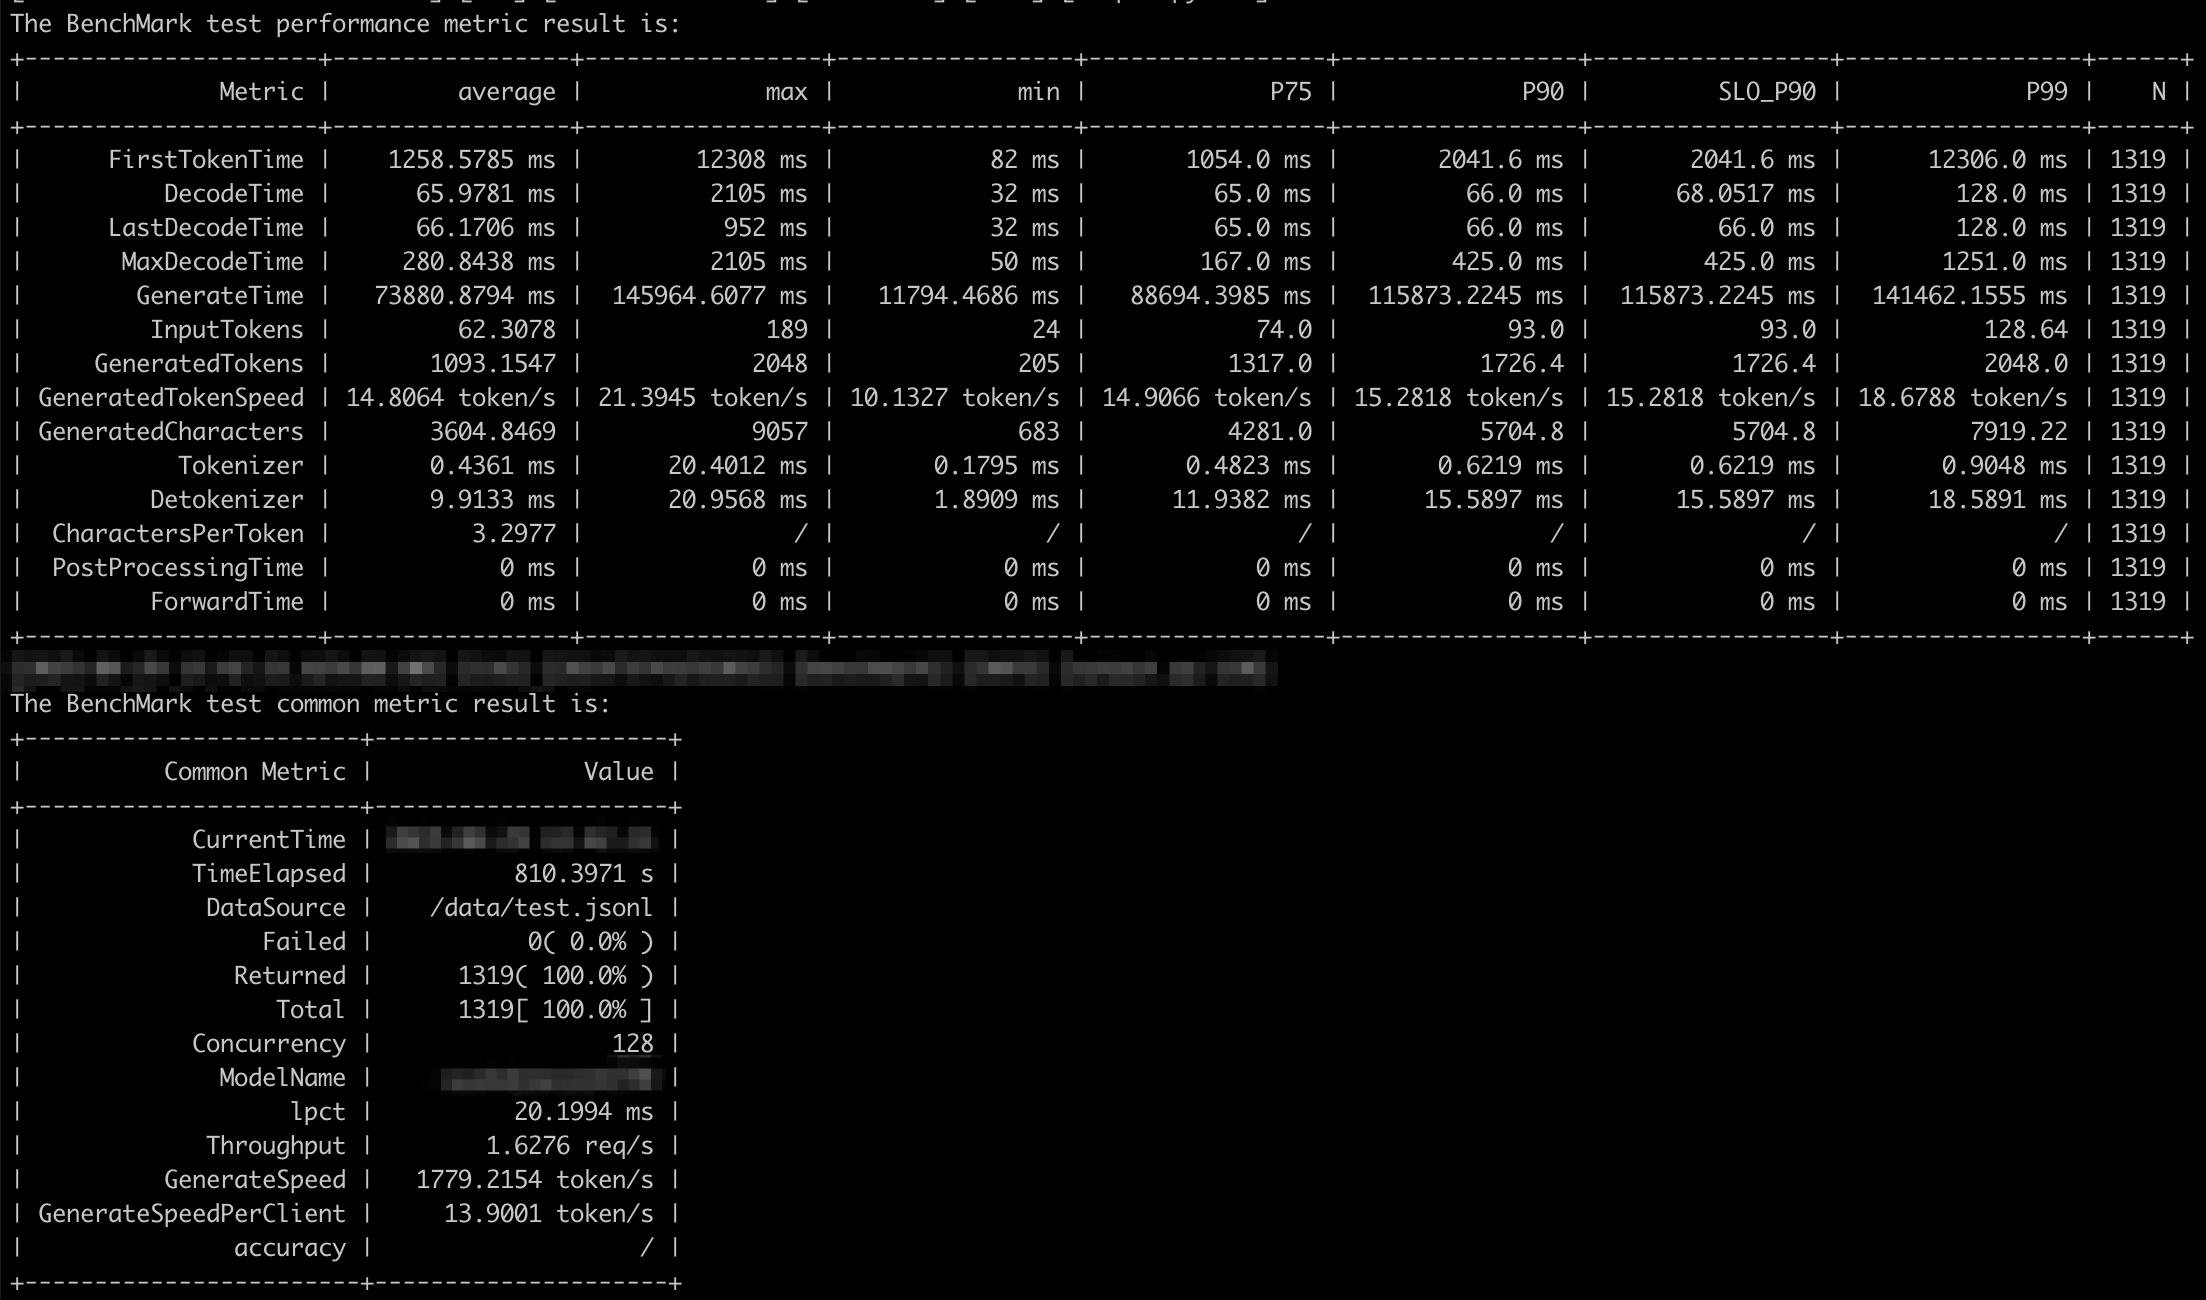 The BenchMark test performance metric result is:
+---------------------+-----------------+-----------------+-----------------+-----------------+-----------------+-----------------+-----------------+------+
| Metric | average | max | min | P75 | P90 | SLO_P90 | P99 | N |
+---------------------+-----------------+-----------------+-----------------+-----------------+-----------------+-----------------+-----------------+------+
| FirstTokenTime | 1258.5785 ms | 12308 ms | 82 ms | 1054.0 ms | 2041.6 ms | 2041.6 ms | 12306.0 ms | 1319 |
| DecodeTime | 65.9781 ms | 2105 ms | 32 ms | 65.0 ms | 66.0 ms | 68.0517 ms | 128.0 ms | 1319 |
| LastDecodeTime | 66.1706 ms | 952 ms | 32 ms | 65.0 ms | 66.0 ms | 66.0 ms | 128.0 ms | 1319 |
| MaxDecodeTime | 280.8438 ms | 2105 ms | 50 ms | 167.0 ms | 425.0 ms | 425.0 ms | 1251.0 ms | 1319 |
| GenerateTime | 73880.8794 ms | 145964.6077 ms | 11794.4686 ms | 88694.3985 ms | 115873.2245 ms | 115873.2245 ms | 141462.1555 ms | 1319 |
| InputTokens | 62.3078 | 189 | 24 | 74.0 | 93.0 | 93.0 | 128.64 | 1319 |
| GeneratedTokens | 1093.1547 | 2048 | 205 | 1317.0 | 1726.4 | 1726.4 | 2048.0 | 1319 |
| GeneratedTokenSpeed | 14.8064 token/s | 21.3945 token/s | 10.1327 token/s | 14.9066 token/s | 15.2818 token/s | 15.2818 token/s | 18.6788 token/s | 1319 |
| GeneratedCharacters | 3604.8469 | 9057 | 683 | 4281.0 | 5704.8 | 5704.8 | 7919.22 | 1319 |
| Tokenizer | 0.4361 ms | 20.4012 ms | 0.1795 ms | 0.4823 ms | 0.6219 ms | 0.6219 ms | 0.9048 ms | 1319 |
| Detokenizer | 9.9133 ms | 20.9568 ms | 1.8909 ms | 11.9382 ms | 15.5897 ms | 15.5897 ms | 18.5891 ms | 1319 |
| CharactersPerToken | 3.2977 | / | / | / | / | / | / | 1319 |
| PostProcessingTime | 0 ms | 0 ms | 0 ms | 0 ms | 0 ms | 0 ms | 0 ms | 1319 |
| ForwardTime | 0 ms | 0 ms | 0 ms | 0 ms | 0 ms | 0 ms | 0 ms | 1319 |
+---------------------+-----------------+-----------------+-----------------+-----------------+-----------------+-----------------+-----------------+------+
The BenchMark test common metric result is:
+------------------------+---------------------+
| Common Metric | Value |
+------------------------+---------------------+
| CurrentTime | |
| TimeElapsed | 810.3971 s |
| DataSource | /data/test.jsonl |
| Failed | 0( 0.0% ) |
| Returned | 1319( 100.0% ) |
| Total | 1319[ 100.0% ] |
| Concurrency | 128 |
| ModelName | |
| lpct | 20.1994 ms |
| Throughput | 1.6276 req/s |
| GenerateSpeed | 1779.2154 token/s |
| GenerateSpeedPerClient | 13.9001 token/s |
| accuracy | / |
+------------------------+---------------------+